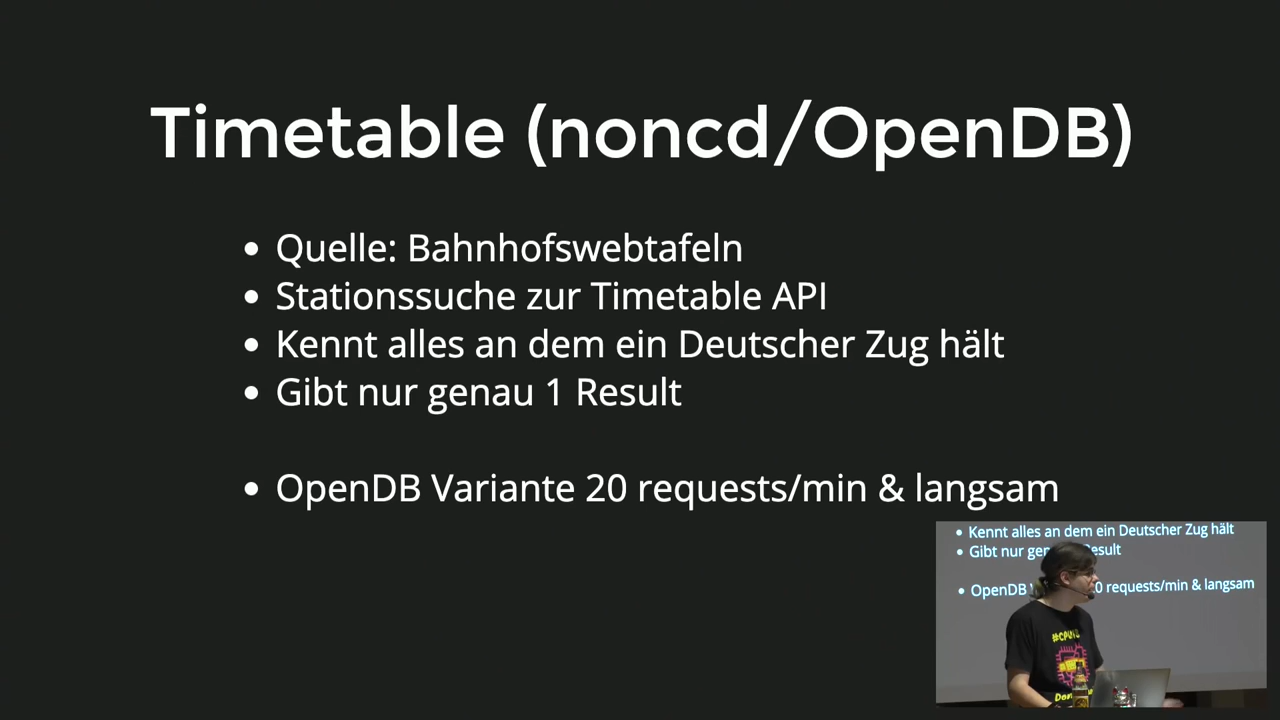 Timetable (noncd/OpenDB)
• Quelle: Bahnhofswebtafeln
• Stationssuche zur Timetable API
• Kennt alles an dem ein Deutscher Zug hält
• Gibt nur genau 1 Result
• OpenDB Variante 20 requests/min & langsam
• Kennt alles an dem ein Deutscher Zug hält
• Gibt nur esult
• OpenDB 0 requests/min & langsam